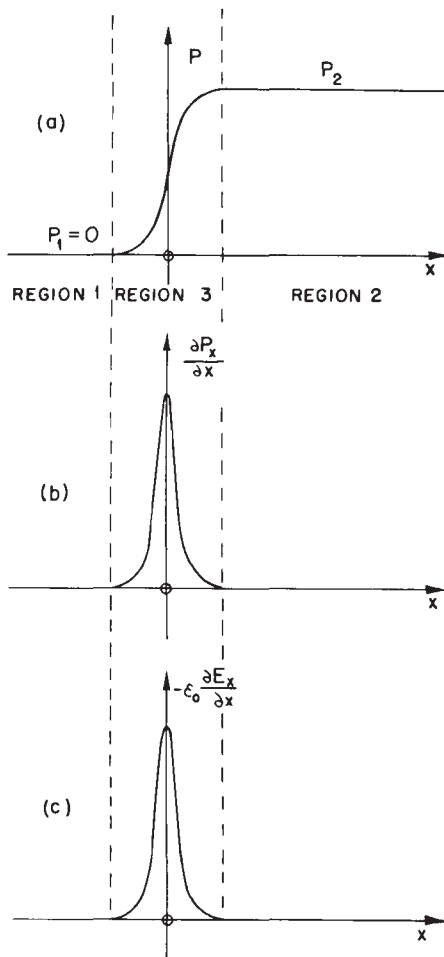 P
P₂
(a)
P₁=0
x
REGION 1 REGION 3 REGION 2
∂Pₓ
∂x
(b)
x
-ε₀ ∂Eₓ
∂x
(c)
x